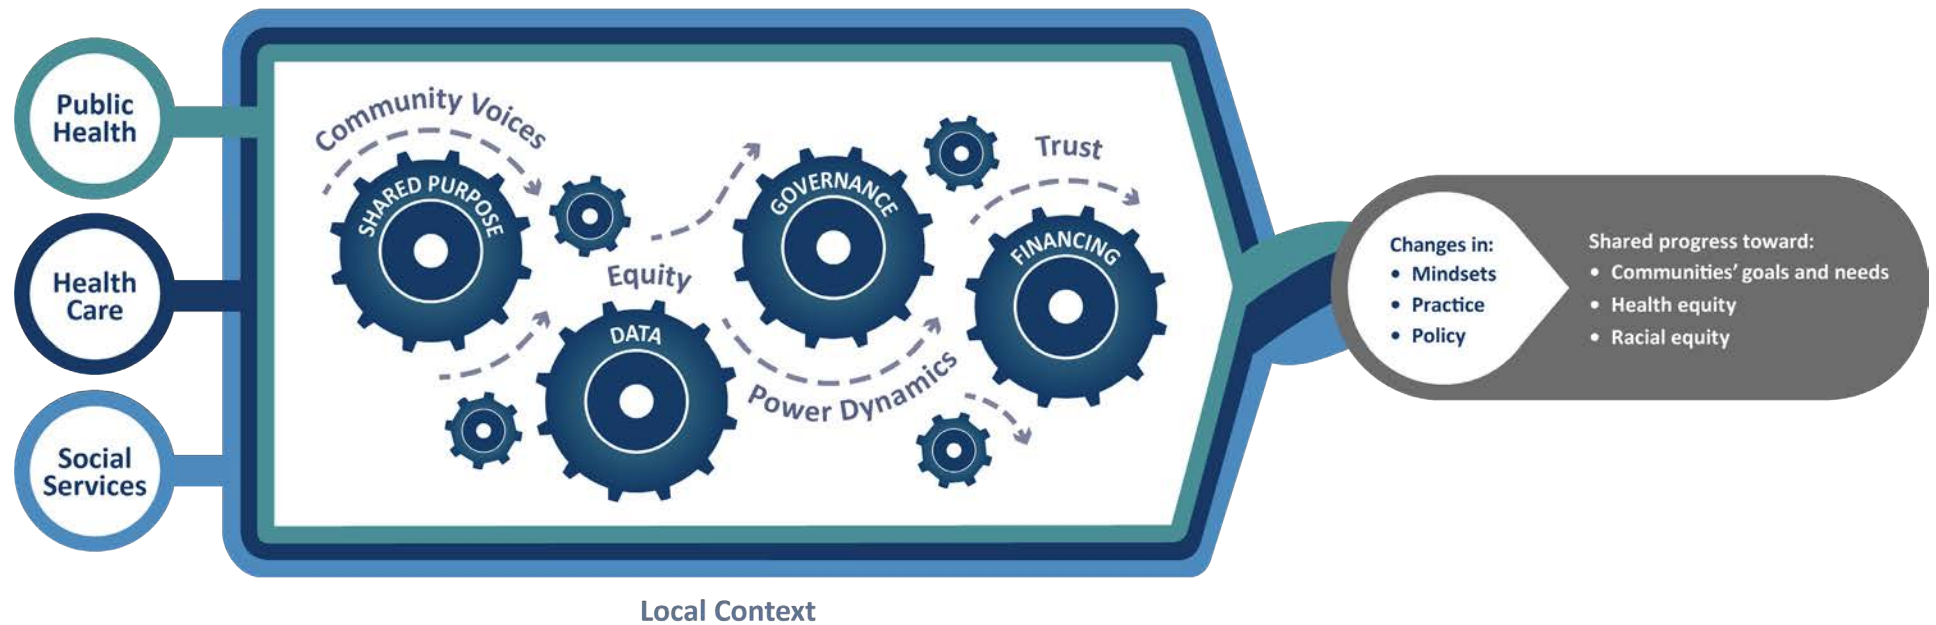 Public
Health
Health
Care
Social
Services
Community Voices
SHARED PURPOSE
Equity
DATA
GOVERNANCE
Power Dynamics
Trust
FINANCING
Changes in:
• Mindsets
• Practice
• Policy
Shared progress toward:
• Communities' goals and needs
• Health equity
• Racial equity
Local Context